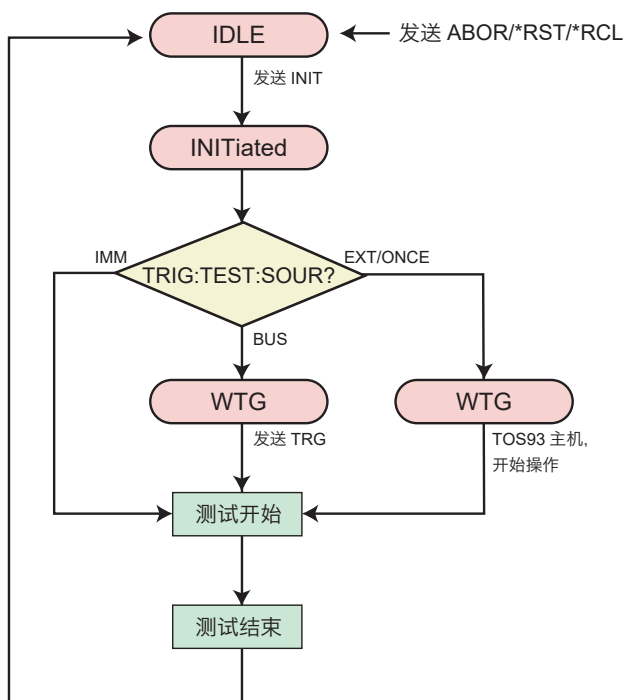 IDLE
发送 ABOR/*RST/*RCL
发送 INIT
INITiated
IMM
TRIG:TEST:SOUR?
EXT/ONCE
BUS
WTG
WTG
发送 TRG
TOS93 主机,
开始操作
测试开始
测试结束